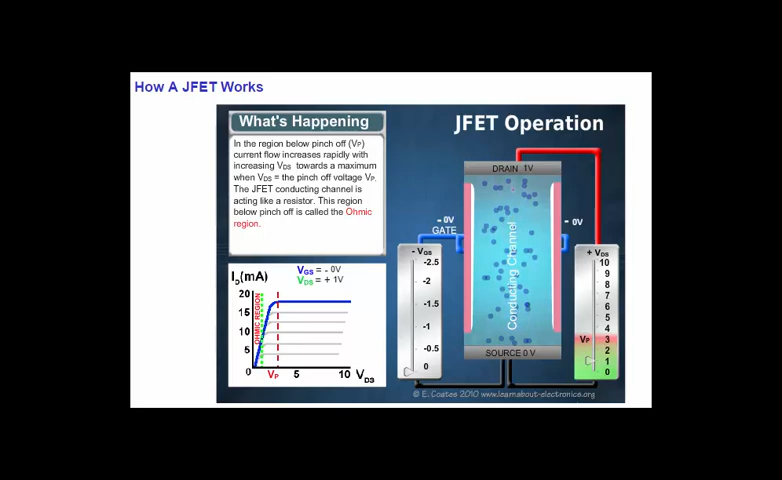 How A JFET Works
What's Happening
In the region below pinch off (VP)
current flow increases rapidly with
increasing VDS towards a maximum
when VDS = the pinch off voltage VP.
The JFET conducting channel is
acting like a resistor. This region
below pinch off is called the Ohmic
region.
JFET Operation
DRAIN 1V
- 0V
GATE
- 0V
Conducting Channel
SOURCE 0 V
- VGS
-2.5
-2
-1.5
-1
-0.5
0
+ VDS
10
9
8
7
6
5
4
VP 3
2
1
0
ID(mA)
VGS = - 0V
VDS = + 1V
20
15
10
5
0
OHMIC REGION
VP
5
10
VDS
© E. Coates 2010 www.learnabout-electronics.org